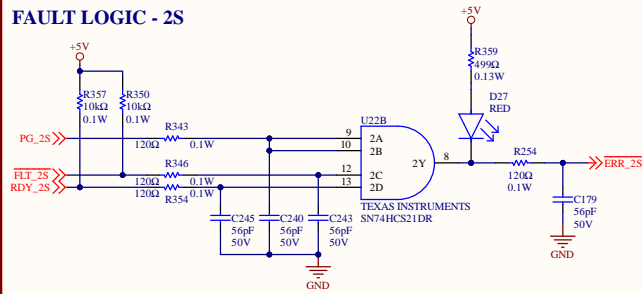 FAULT LOGIC - 2S
+5V
+5V
R357
10kΩ
0.1W
R350
10kΩ
0.1W
R359
499Ω
0.13W
D27
RED
PG_2S
R343
120Ω
0.1W
U22B
9
2A
10
2B
12
2C
13
2D
2Y
8
TEXAS INSTRUMENTS
SN74HCS21DR
FLT_2S
R346
120Ω
0.1W
RDY_2S
120Ω
0.1W
R354
R254
120Ω
0.1W
ERR_2S
C245
56pF
50V
C240
56pF
50V
C243
56pF
50V
C179
56pF
50V
GND
GND